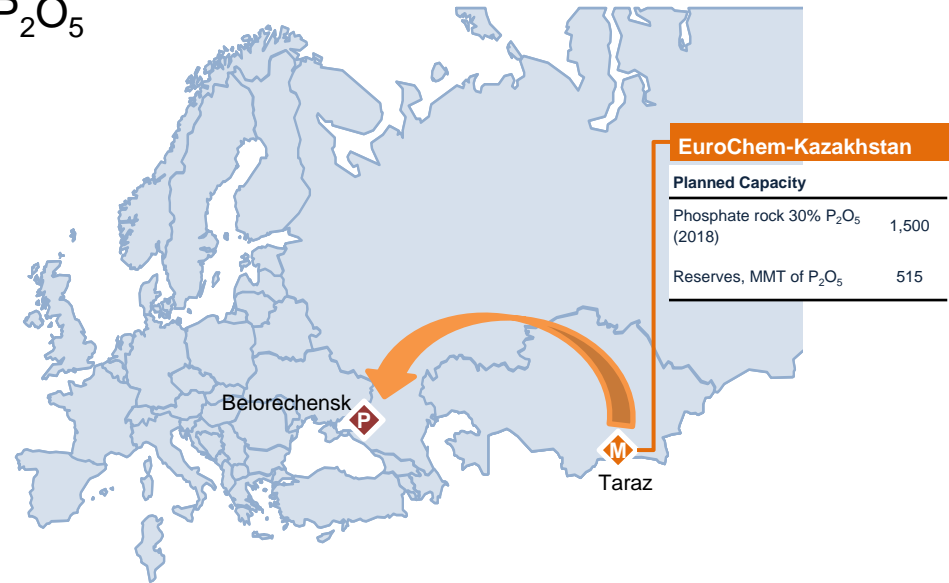 P₂O₅
EuroChem-Kazakhstan
Planned Capacity
Phosphate rock 30% P₂O₅
(2018)
1,500
Reserves, MMT of P₂O₅ 515
Belorechensk
P
M
Taraz